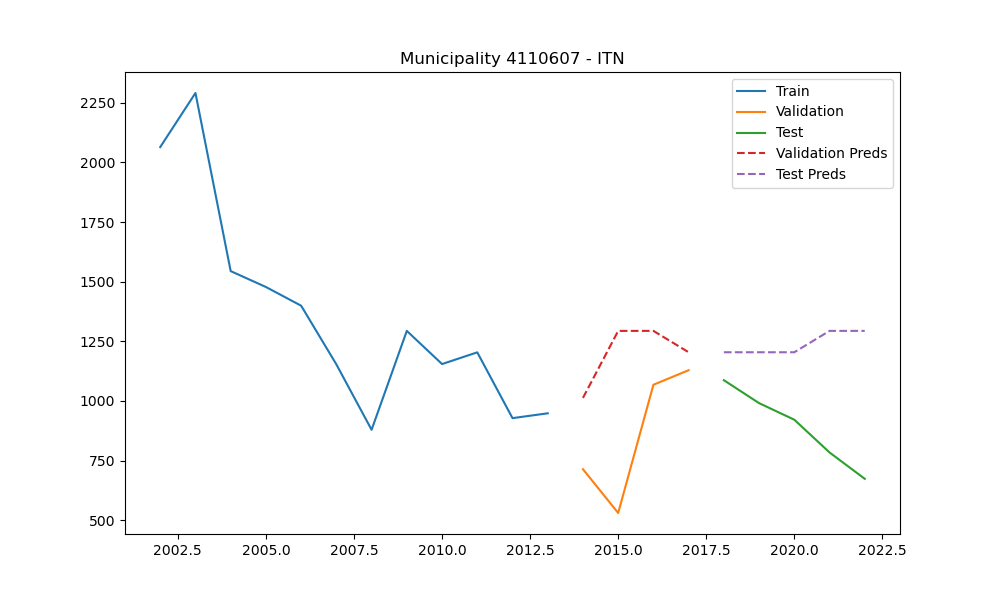 Municipality 4110607 - ITN
Train
Validation
Test
Validation Preds
Test Preds
2250
2000
1750
1500
1250
1000
750
500
2002.5 2005.0 2007.5 2010.0 2012.5 2015.0 2017.5 2020.0 2022.5